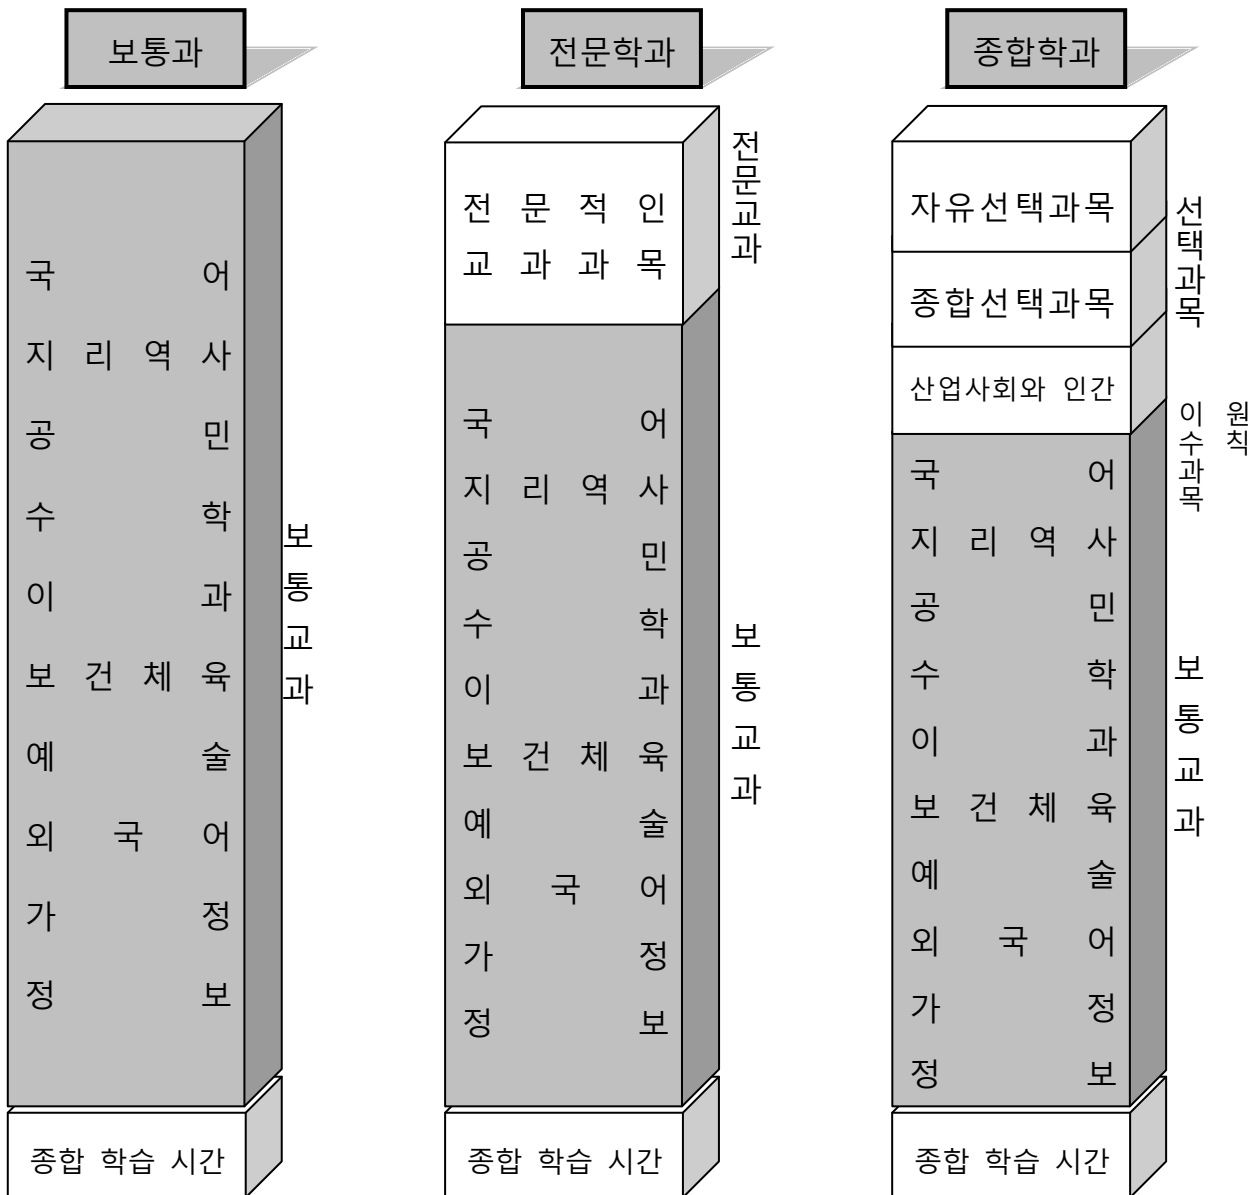 보통과
국 어
지 리 역 사
공 민
수 학
이 과
보 건 체 육
예 술
외 국 어
가 정
정 보
보통교과
종합 학습 시간
전문학과
전 문 적 인
교 과 과 목
전문교과
국 어
지 리 역 사
공 민
수 학
이 과
보 건 체 육
예 술
외 국 어
가 정
정 보
보통교과
종합 학습 시간
종합학과
자유선택과목
종합선택과목
선택과목
산업사회와 인간
원칙
이수과목
국 어
지 리 역 사
공 민
수 학
이 과
보 건 체 육
예 술
외 국 어
가 정
정 보
보통교과
종합 학습 시간